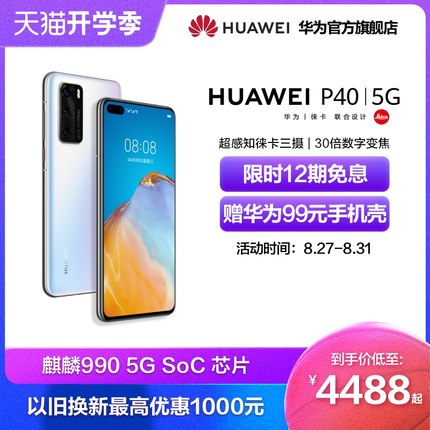 天猫开学季
HUAWEI 华为官方旗舰店
HUAWEI P40 | 5G
华为 | 徕卡 联合设计
Leica
超感知徕卡三摄 | 30倍数字变焦
限时12期免息
赠华为99元手机壳
活动时间：8.27-8.31
08:08
08:08
HUAWEI
麒麟990 5G SoC 芯片
以旧换新最高优惠1000元
到手价低至:
¥4488起